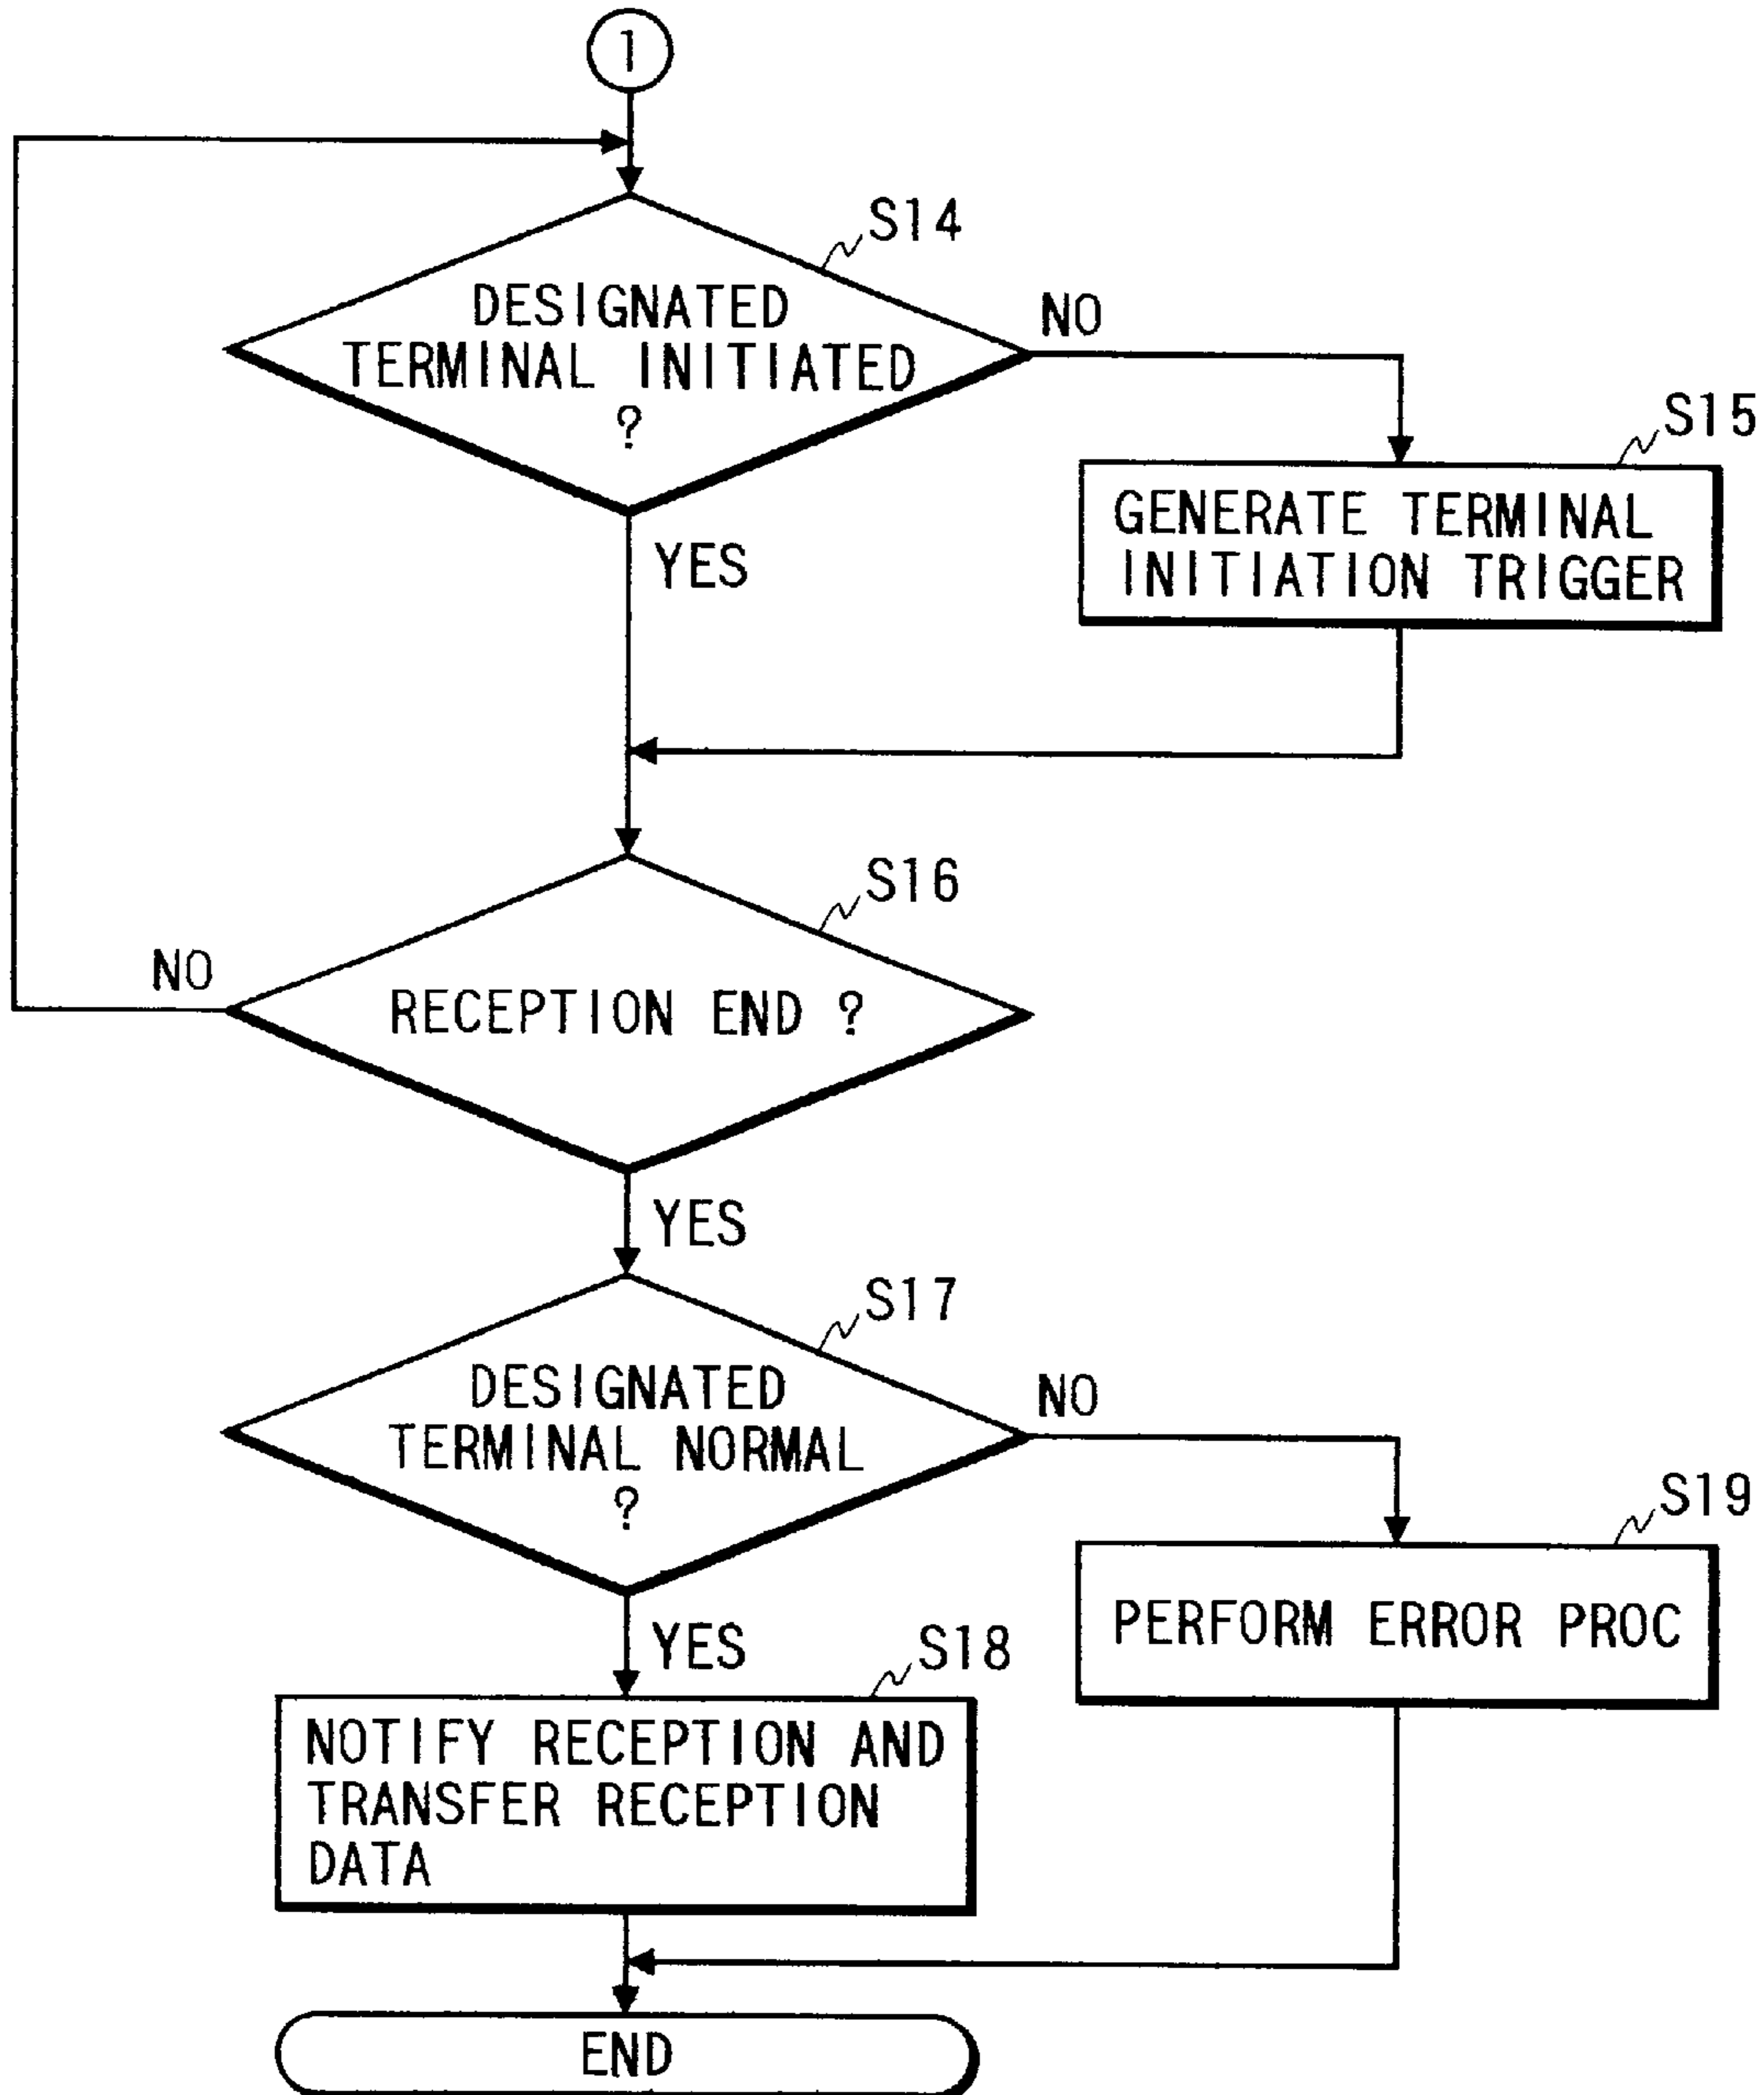 1
S14
DESIGNATED
TERMINAL INITIATED
?
NO
S15
GENERATE TERMINAL
INITIATION TRIGGER
YES
S16
NO
RECEPTION END ?
YES
S17
DESIGNATED
TERMINAL NORMAL
?
NO
S19
PERFORM ERROR PROC
YES
S18
NOTIFY RECEPTION AND
TRANSFER RECEPTION
DATA
END